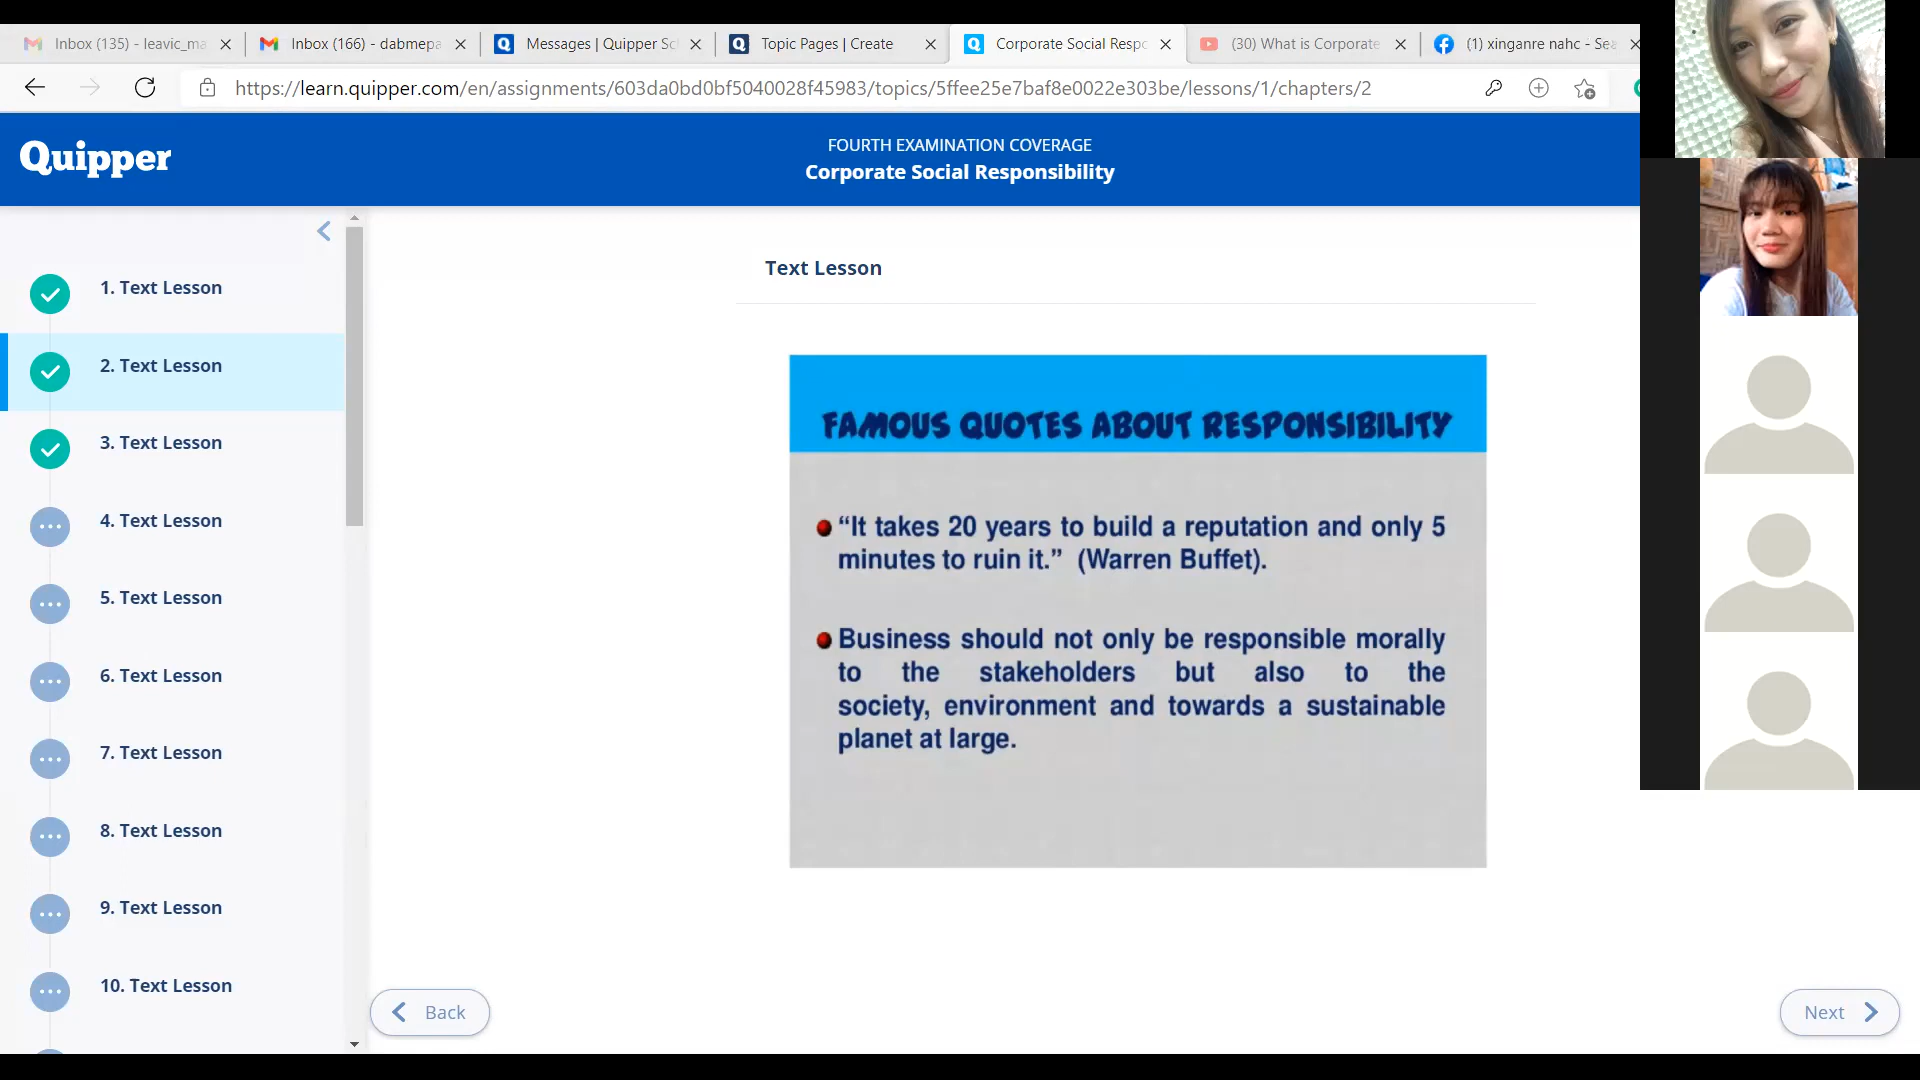 Inbox (135) - leavic_ma
Inbox (166) - dabmepa
Messages | Quipper Sc
Topic Pages | Create
Corporate Social Respo
(30) What is Corporate
(1) xinganre nahc - Sea
https://learn.quipper.com/en/assignments/603da0bd0bf5040028f45983/topics/5ffee25e7baf8e0022e303be/lessons/1/chapters/2
Quipper
FOURTH EXAMINATION COVERAGE
Corporate Social Responsibility
1. Text Lesson
2. Text Lesson
3. Text Lesson
4. Text Lesson
5. Text Lesson
6. Text Lesson
7. Text Lesson
8. Text Lesson
9. Text Lesson
10. Text Lesson
Text Lesson
FAMOUS QUOTES ABOUT RESPONSIBILITY
“It takes 20 years to build a reputation and only 5
minutes to ruin it.” (Warren Buffet).
Business should not only be responsible morally
to the stakeholders but also to the
society, environment and towards a sustainable
planet at large.
Back
Next